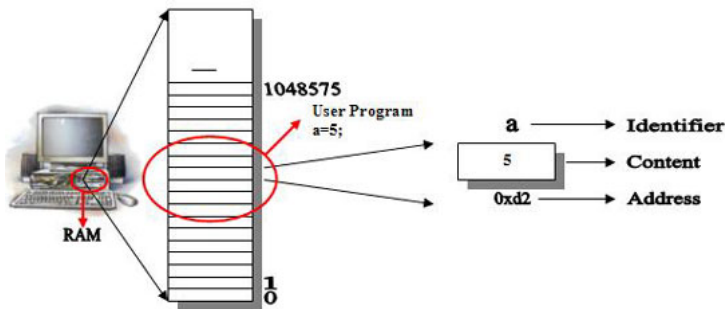 1048575
User Program
a=5;
a
Identifier
5
Content
0xd2
Address
RAM
1
0